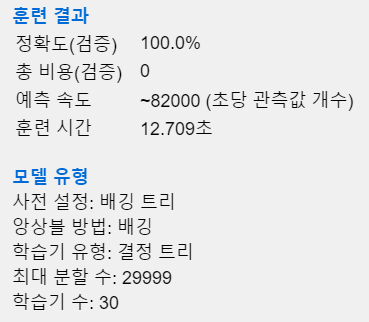 훈련 결과
정확도(검증) 100.0%
총 비용(검증) 0
예측 속도 ~82000 (초당 관측값 개수)
훈련 시간 12.709초
모델 유형
사전 설정: 배깅 트리
앙상블 방법: 배깅
학습기 유형: 결정 트리
최대 분할 수: 29999
학습기 수: 30